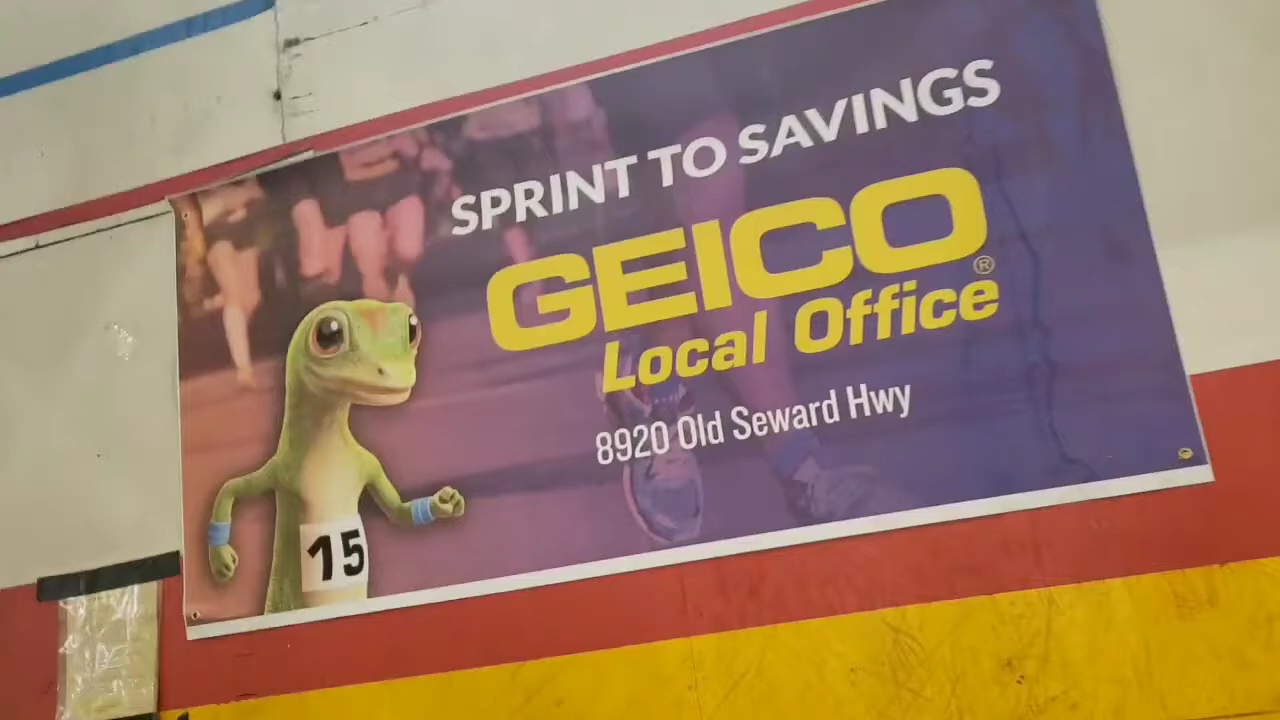 SPRINT TO SAVINGS
GEICO®
Local Office
8920 Old Seward Hwy
15